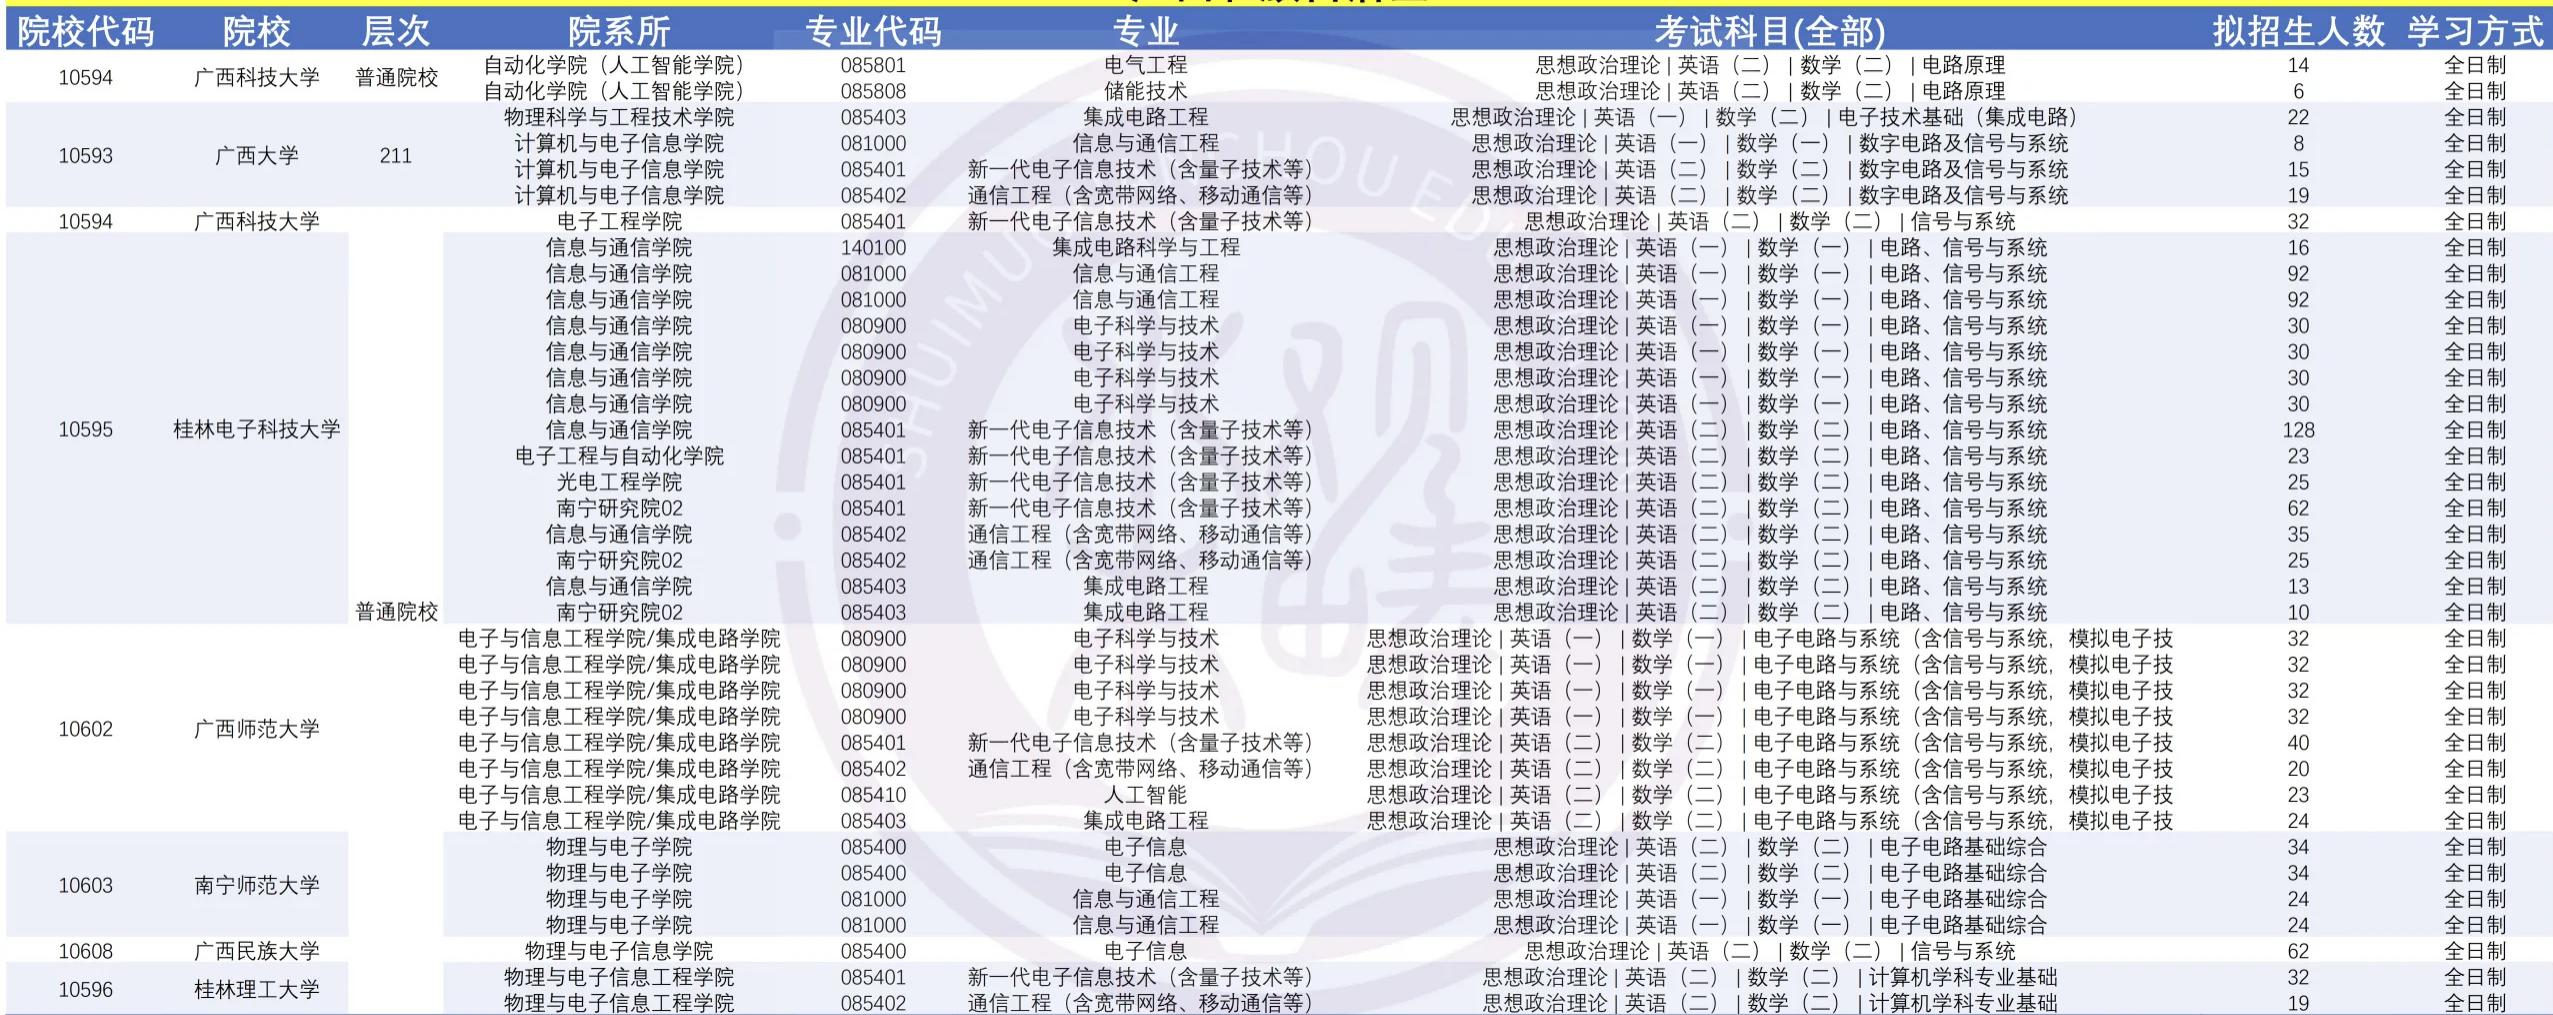 院校代码 院校 层次 院系所 专业代码 专业 考试科目(全部) 拟招生人数 学习方式
10594 广西科技大学 普通院校 自动化学院（人工智能学院） 085801 电气工程 思想政治理论|英语（二）|数学（二）|电路原理 14 全日制
自动化学院（人工智能学院） 085808 储能技术 思想政治理论|英语（二）|数学（二）|电路原理 6 全日制
物理科学与工程技术学院 085403 集成电路工程 思想政治理论|英语（一）|数学（二）|电子技术基础（集成电路） 22 全日制
10593 广西大学 211 计算机与电子信息学院 081000 信息与通信工程 思想政治理论|英语（一）|数学（一）|数字电路及信号与系统 8 全日制
计算机与电子信息学院 085401 新一代电子信息技术（含量子技术等） 思想政治理论|英语（二）|数学（二）|数字电路及信号与系统 15 全日制
计算机与电子信息学院 085402 通信工程（含宽带网络、移动通信等） 思想政治理论|英语（二）|数学（二）|数字电路及信号与系统 19 全日制
10594 广西科技大学 电子工程学院 085401 新一代电子信息技术（含量子技术等） 思想政治理论|英语（二）|数学（二）|信号与系统 32 全日制
信息与通信学院 140100 集成电路科学与工程 思想政治理论|英语（一）|数学（一）|电路、信号与系统 16 全日制
信息与通信学院 081000 信息与通信工程 思想政治理论|英语（一）|数学（一）|电路、信号与系统 92 全日制
信息与通信学院 081000 信息与通信工程 思想政治理论|英语（一）|数学（一）|电路、信号与系统 92 全日制
信息与通信学院 080900 电子科学与技术 思想政治理论|英语（一）|数学（一）|电路、信号与系统 30 全日制
信息与通信学院 080900 电子科学与技术 思想政治理论|英语（一）|数学（一）|电路、信号与系统 30 全日制
信息与通信学院 080900 电子科学与技术 思想政治理论|英语（一）|数学（一）|电路、信号与系统 30 全日制
信息与通信学院 080900 电子科学与技术 思想政治理论|英语（一）|数学（一）|电路、信号与系统 30 全日制
10595 桂林电子科技大学 信息与通信学院 085401 新一代电子信息技术（含量子技术等） 思想政治理论|英语（二）|数学（二）|电路、信号与系统 128 全日制
电子工程与自动化学院 085401 新一代电子信息技术（含量子技术等） 思想政治理论|英语（二）|数学（二）|电路、信号与系统 23 全日制
光电工程学院 085401 新一代电子信息技术（含量子技术等） 思想政治理论|英语（二）|数学（二）|电路、信号与系统 25 全日制
南宁研究院02 085401 新一代电子信息技术（含量子技术等） 思想政治理论|英语（二）|数学（二）|电路、信号与系统 62 全日制
信息与通信学院 085402 通信工程（含宽带网络、移动通信等） 思想政治理论|英语（二）|数学（二）|电路、信号与系统 35 全日制
南宁研究院02 085402 通信工程（含宽带网络、移动通信等） 思想政治理论|英语（二）|数学（二）|电路、信号与系统 25 全日制
信息与通信学院 085403 集成电路工程 思想政治理论|英语（二）|数学（二）|电路、信号与系统 13 全日制
普通院校 南宁研究院02 085403 集成电路工程 思想政治理论|英语（二）|数学（二）|电路、信号与系统 10 全日制
电子与信息工程学院/集成电路学院 080900 电子科学与技术 思想政治理论|英语（一）|数学（一）|电子电路与系统（含信号与系统，模拟电子技 32 全日制
电子与信息工程学院/集成电路学院 080900 电子科学与技术 思想政治理论|英语（一）|数学（一）|电子电路与系统（含信号与系统，模拟电子技 32 全日制
电子与信息工程学院/集成电路学院 080900 电子科学与技术 思想政治理论|英语（一）|数学（一）|电子电路与系统（含信号与系统，模拟电子技 32 全日制
10602 广西师范大学 电子与信息工程学院/集成电路学院 080900 电子科学与技术 思想政治理论|英语（一）|数学（一）|电子电路与系统（含信号与系统，模拟电子技 32 全日制
电子与信息工程学院/集成电路学院 085401 新一代电子信息技术（含量子技术等） 思想政治理论|英语（二）|数学（二）|电子电路与系统（含信号与系统，模拟电子技 40 全日制
电子与信息工程学院/集成电路学院 085402 通信工程（含宽带网络、移动通信等） 思想政治理论|英语（二）|数学（二）|电子电路与系统（含信号与系统，模拟电子技 20 全日制
电子与信息工程学院/集成电路学院 085410 人工智能 思想政治理论|英语（二）|数学（二）|电子电路与系统（含信号与系统，模拟电子技 23 全日制
电子与信息工程学院/集成电路学院 085403 集成电路工程 思想政治理论|英语（二）|数学（二）|电子电路与系统（含信号与系统，模拟电子技 24 全日制
物理与电子学院 085400 电子信息 思想政治理论|英语（二）|数学（二）|电子电路基础综合 34 全日制
10603 南宁师范大学 物理与电子学院 085400 电子信息 思想政治理论|英语（二）|数学（二）|电子电路基础综合 34 全日制
物理与电子学院 081000 信息与通信工程 思想政治理论|英语（一）|数学（一）|电子电路基础综合 24 全日制
物理与电子学院 081000 信息与通信工程 思想政治理论|英语（一）|数学（一）|电子电路基础综合 24 全日制
10608 广西民族大学 物理与电子信息学院 085400 电子信息 思想政治理论|英语（二）|数学（二）|信号与系统 62 全日制
10596 桂林理工大学 物理与电子信息工程学院 085401 新一代电子信息技术（含量子技术等） 思想政治理论|英语（二）|数学（二）|计算机学科专业基础 32 全日制
物理与电子信息工程学院 085402 通信工程（含宽带网络、移动通信等） 思想政治理论|英语（二）|数学（二）|计算机学科专业基础 19 全日制